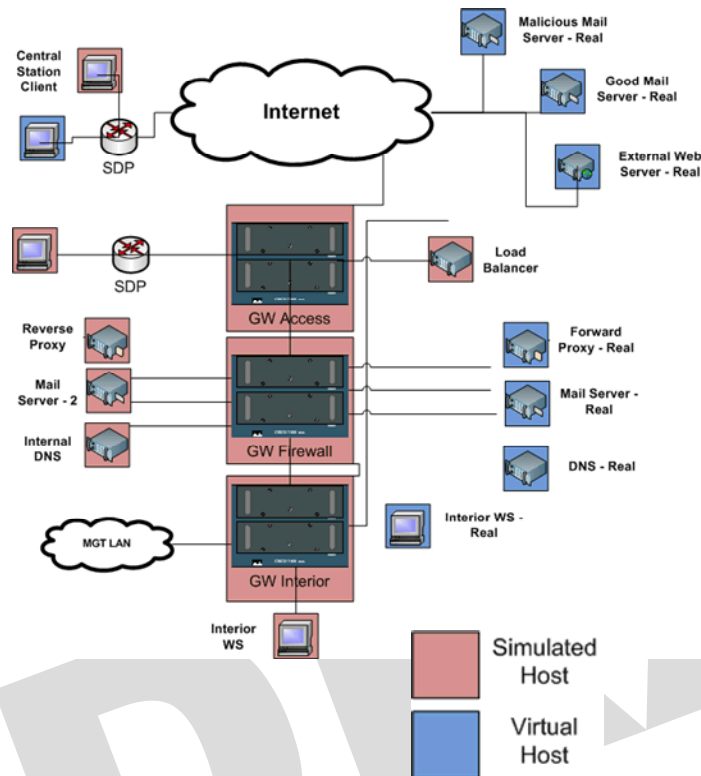 Malicious Mail
Server - Real
Central
Station
Client
Good Mail
Server - Real
Internet
External Web
Server - Real
SDP
Load
Balancer
SDP
GW Access
Reverse
Proxy
Forward
Proxy - Real
Mail
Server - 2
Mail Server -
Real
Internal
DNS
GW Firewall
DNS - Real
Interior WS -
Real
MGT LAN
GW Interior
Interior
WS
Simulated
Host
Virtual
Host